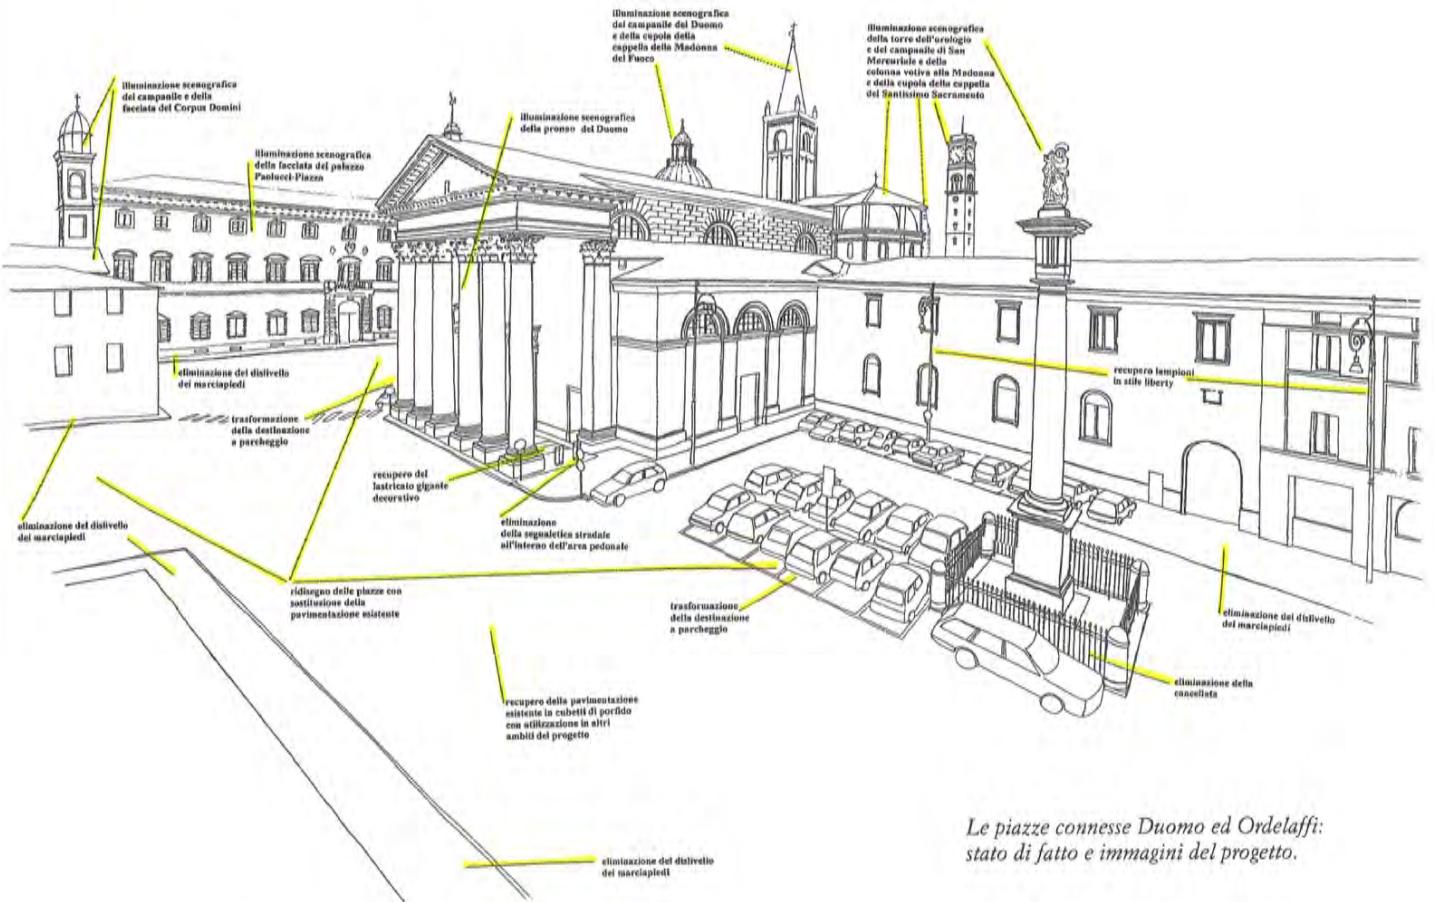 illuminazione scenografica
del campanile del Duomo
e della cupola della
cappella della Madonna
del Fuoco
illuminazione scenografica
della torre dell'orologio
e del campanile di San
Mercuriale e della
colonna votiva alla Madonna
e della cupola della cappella
del Santissimo Sacramento
illuminazione scenografica
del campanile e della
facciata del Corpus Domini
illuminazione scenografica
della pronao del Duomo
illuminazione scenografica
della facciata del palazzo
Paolucci-Piazza
eliminazione del dislivello
dei marciapiedi
recupero lampioni
in stile liberty
trasformazione
della destinazione
a parcheggio
recupero del
lastricato gigante
decorativo
eliminazione del dislivello
dei marciapiedi
eliminazione
della segnaletica stradale
all'interno dell'area pedonale
ridisegno delle piazze con
sostituzione della
pavimentazione esistente
trasformazione
della destinazione
a parcheggio
eliminazione del dislivello
dei marciapiedi
eliminazione della
cancellata
recupero della pavimentazione
esistente in cubetti di porfido
con utilizzazione in altri
ambiti del progetto
Le piazze connesse Duomo ed Ordelaffi:
stato di fatto e immagini del progetto.
eliminazione del dislivello
dei marciapiedi